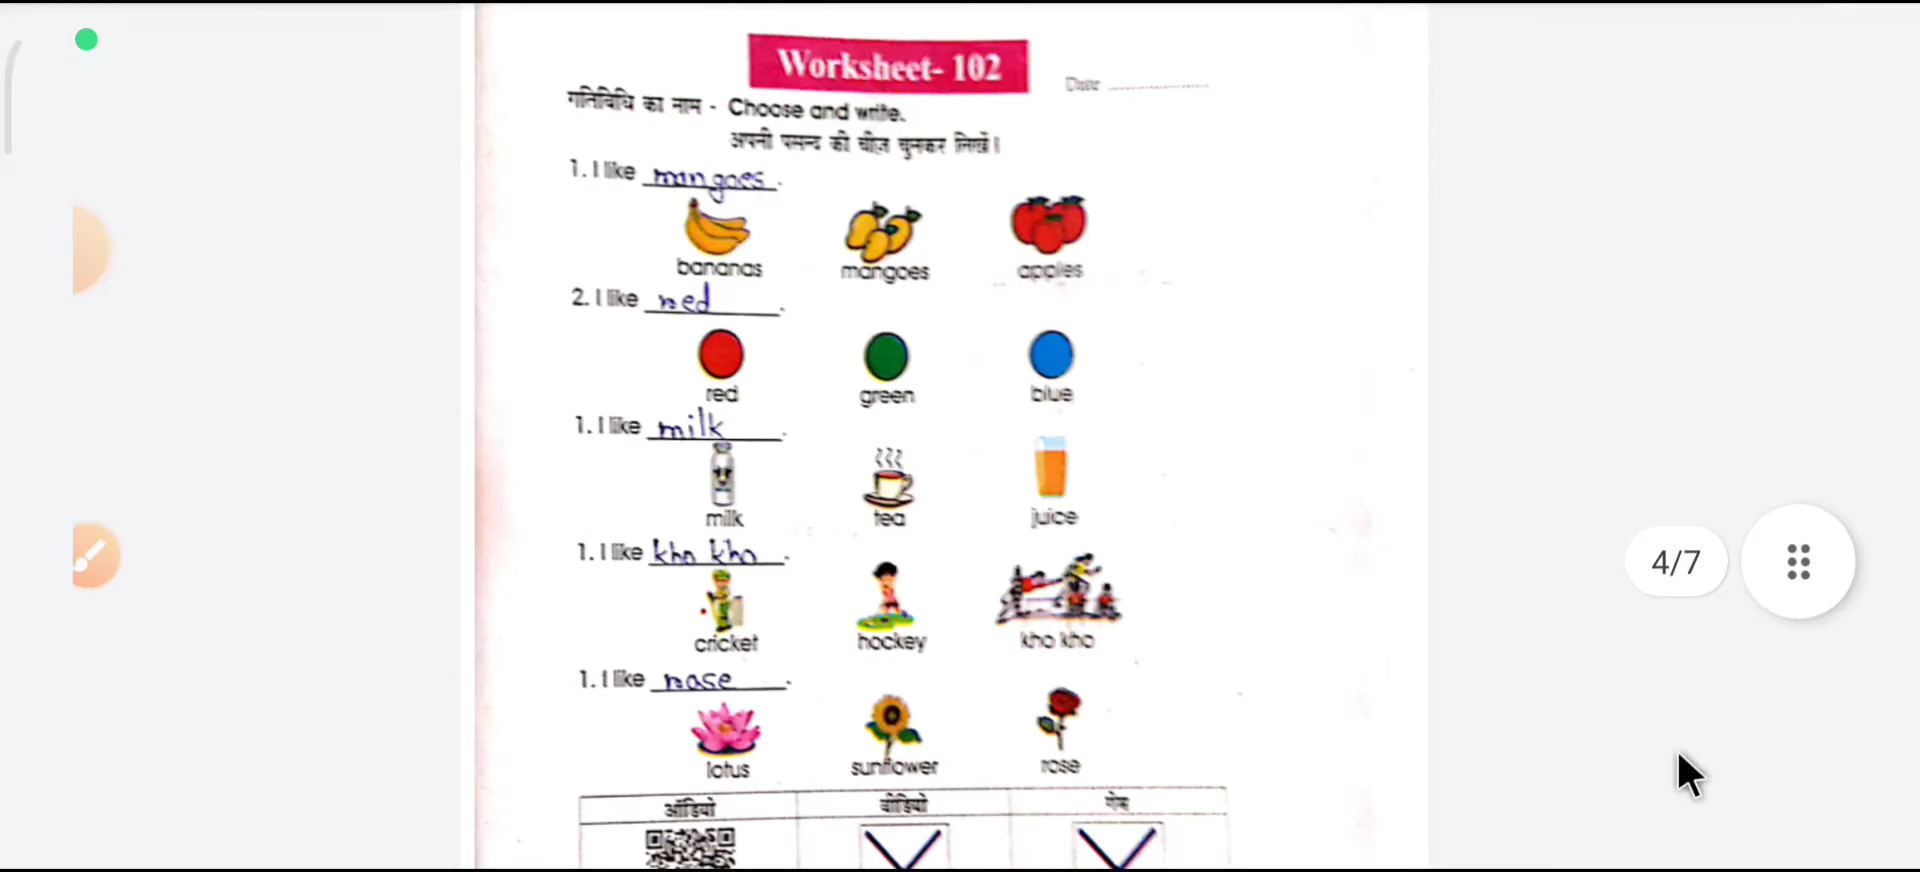 Worksheet- 102
Date ..................
गतिविधि का नाम - Choose and write.
अपनी पसन्द की चीज़ चुनकर लिखें।
1. I like mangoes.
bananas mangoes apples
2. I like red.
red green blue
1. I like milk.
milk tea juice
1. I like kho kho.
cricket hockey kho kho
1. I like rose.
lotus sunflower rose
ऑडियो वीडियो गेम
4/7